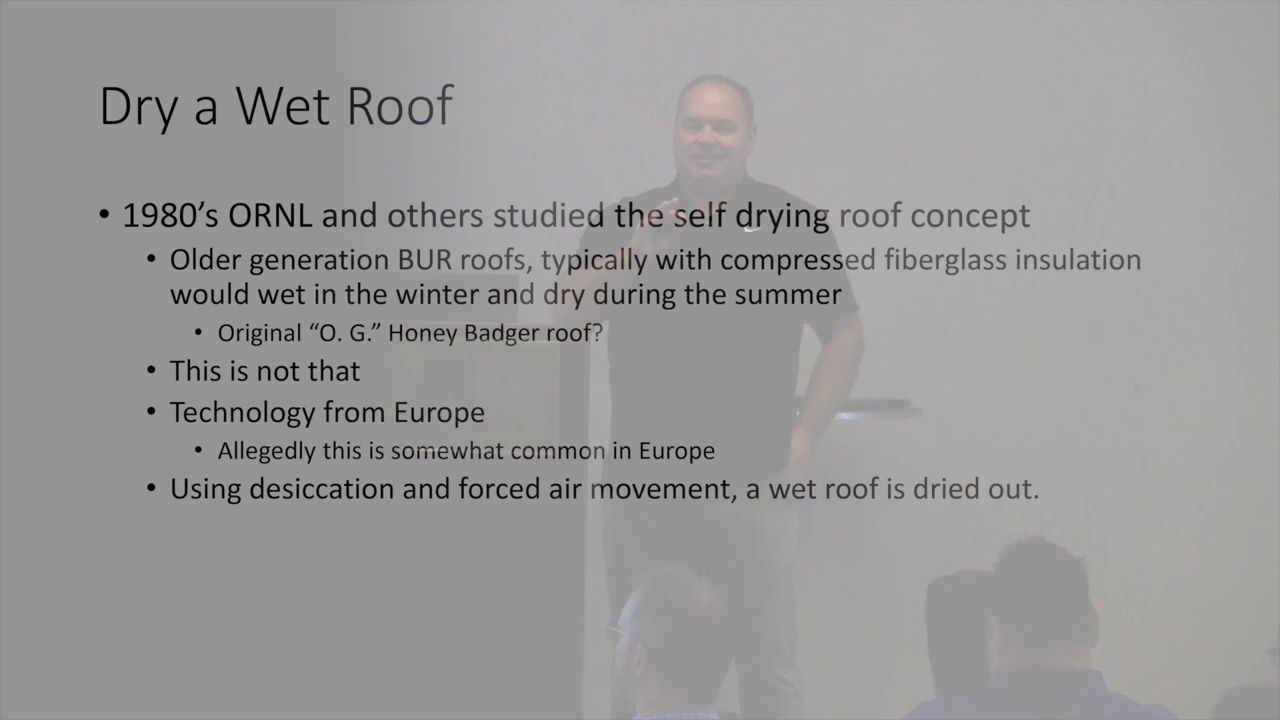 Dry a Wet Roof
• 1980’s ORNL and others studied the self drying roof concept
• Older generation BUR roofs, typically with compressed fiberglass insulation
would wet in the winter and dry during the summer
• Original “O. G.” Honey Badger roof?
• This is not that
• Technology from Europe
• Allegedly this is somewhat common in Europe
• Using desiccation and forced air movement, a wet roof is dried out.